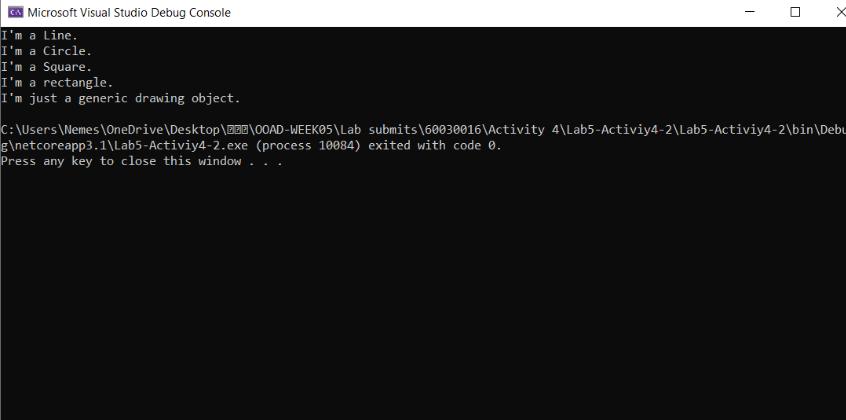 Microsoft Visual Studio Debug Console
I'm a Line.
I'm a Circle.
I'm a Square.
I'm a rectangle.
I'm just a generic drawing object.
C:\Users\Nemes\OneDrive\Desktop\⍰⍰⍰\OOAD-WEEK05\Lab submits\60030016\Activity 4\Lab5-Activiy4-2\Lab5-Activiy4-2\bin\Debu
g\netcoreapp3.1\Lab5-Activiy4-2.exe (process 10084) exited with code 0.
Press any key to close this window . . .